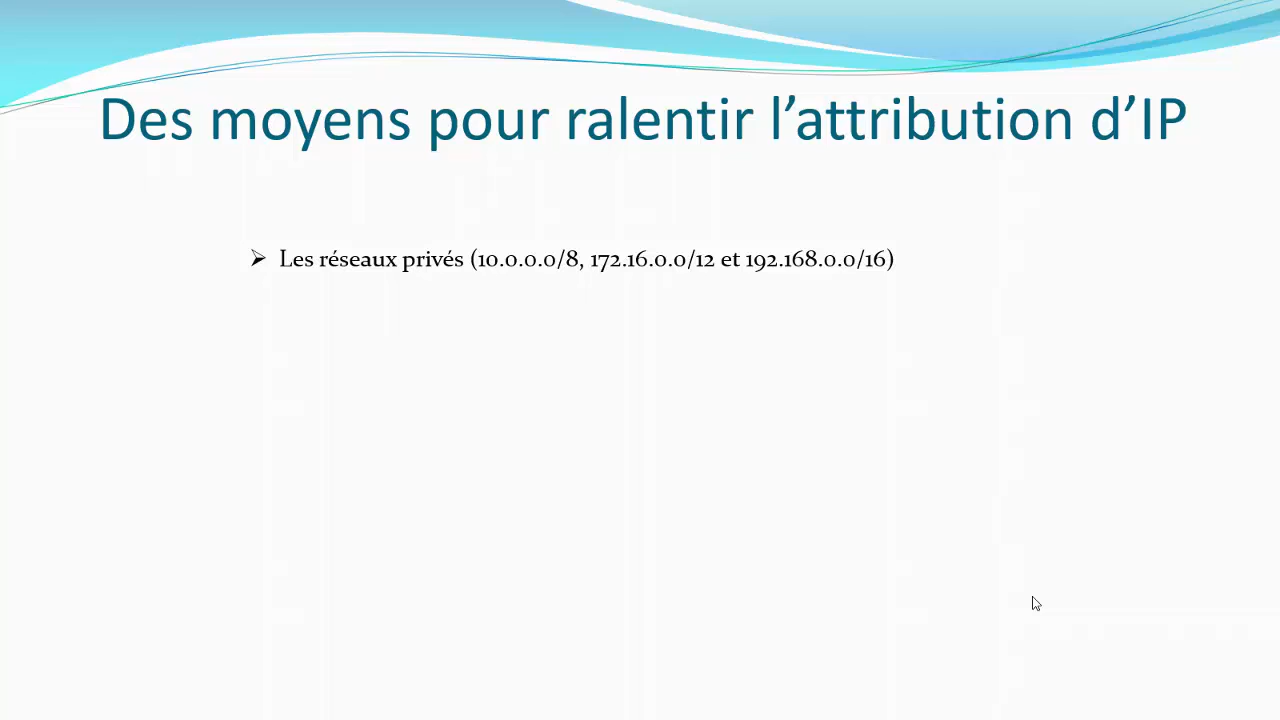 Des moyens pour ralentir l’attribution d’IP
➢ Les réseaux privés (10.0.0.0/8, 172.16.0.0/12 et 192.168.0.0/16)